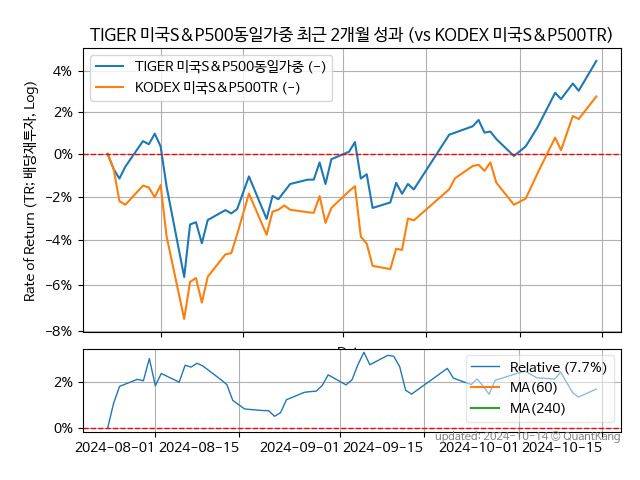 TIGER 미국S&P500동일가중 최근 2개월 성과 (vs KODEX 미국S&P500TR)
TIGER 미국S&P500동일가중 (-)
KODEX 미국S&P500TR (-)
Rate of Return (TR: 배당재투자, Log)
4%
2%
0%
−2%
−4%
−6%
−8%
Relative (7.7%)
MA(60)
MA(240)
2%
0%
updated: 2024-10-14 © QuantKang
2024-08-01
2024-08-15
2024-09-01
2024-09-15
2024-10-01
2024-10-15